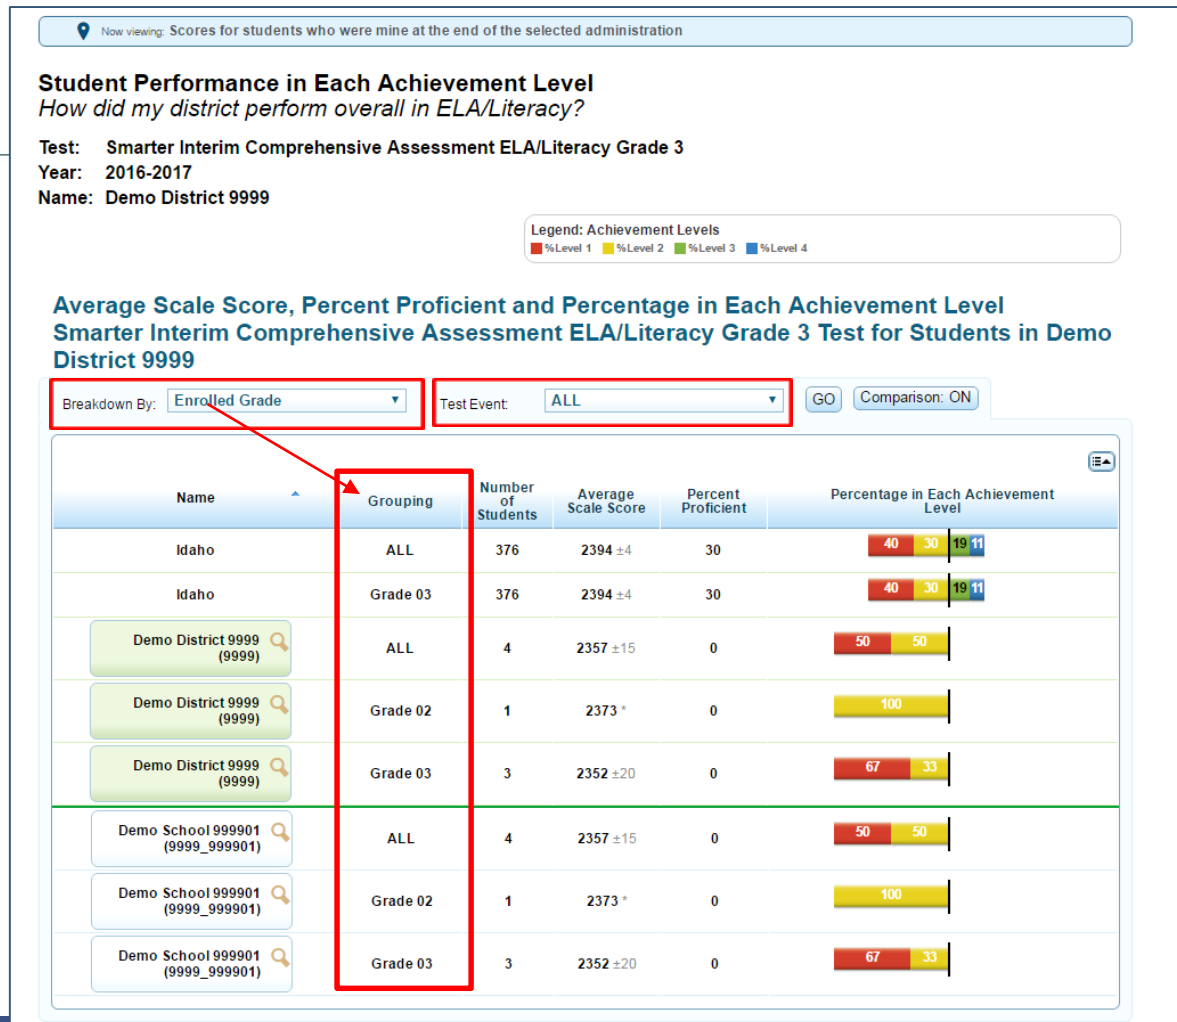 Now viewing: Scores for students who were mine at the end of the selected administration
Student Performance in Each Achievement Level
How did my district perform overall in ELA/Literacy?
Test: Smarter Interim Comprehensive Assessment ELA/Literacy Grade 3
Year: 2016-2017
Name: Demo District 9999
Legend: Achievement Levels
%Level 1 %Level 2 %Level 3 %Level 4
Average Scale Score, Percent Proficient and Percentage in Each Achievement Level
Smarter Interim Comprehensive Assessment ELA/Literacy Grade 3 Test for Students in Demo
District 9999
Breakdown By: Enrolled Grade Test Event: ALL GO Comparison: ON
Name Grouping Number of Students Average Scale Score Percent Proficient Percentage in Each Achievement Level
Idaho ALL 376 2394 ±4 30 40 30 19 11
Idaho Grade 03 376 2394 ±4 30 40 30 19 11
Demo District 9999 (9999) ALL 4 2357 ±15 0 50 50
Demo District 9999 (9999) Grade 02 1 2373 * 0 100
Demo District 9999 (9999) Grade 03 3 2352 ±20 0 67 33
Demo School 999901 (9999_999901) ALL 4 2357 ±15 0 50 50
Demo School 999901 (9999_999901) Grade 02 1 2373 * 0 100
Demo School 999901 (9999_999901) Grade 03 3 2352 ±20 0 67 33